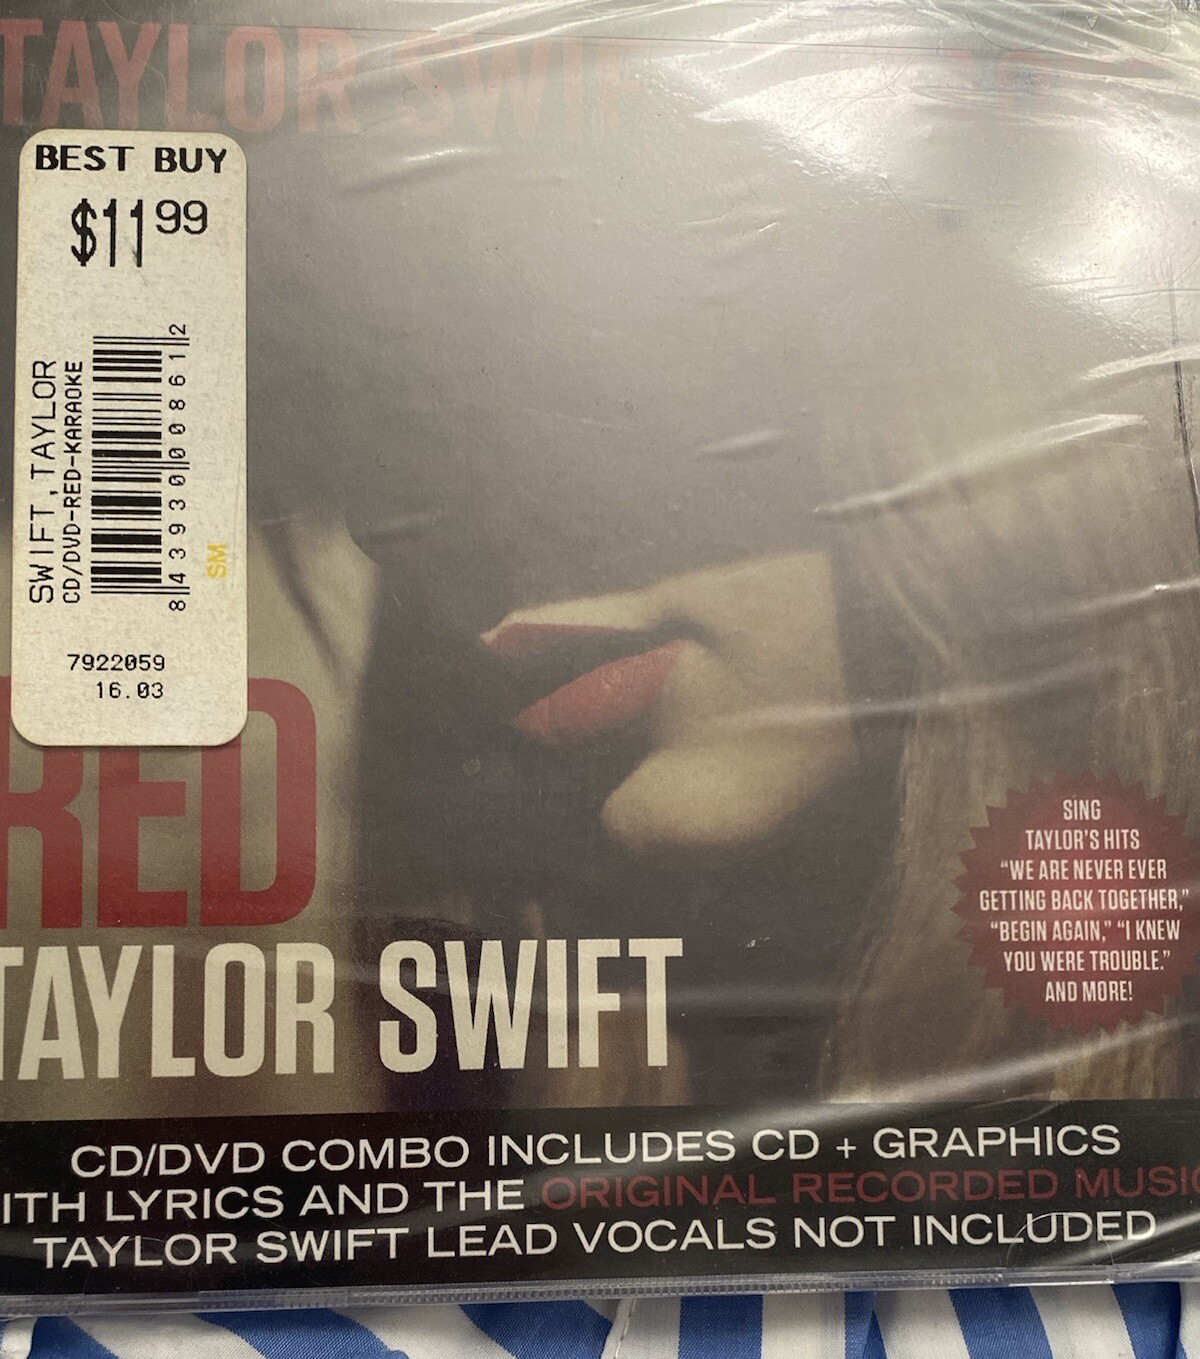 TAYLOR SWIF
BEST BUY
$11 99
SWIFT,TAYLOR
CD/DVD-RED-KARAOKE
8 43930 00861 2
SM
7922059
16.03
RED
TAYLOR SWIFT
SING
TAYLOR'S HITS
“WE ARE NEVER EVER
GETTING BACK TOGETHER,”
“BEGIN AGAIN,” “I KNEW
YOU WERE TROUBLE.”
AND MORE!
CD/DVD COMBO INCLUDES CD + GRAPHICS
ITH LYRICS AND THE ORIGINAL RECORDED MUSIC
TAYLOR SWIFT LEAD VOCALS NOT INCLUDED